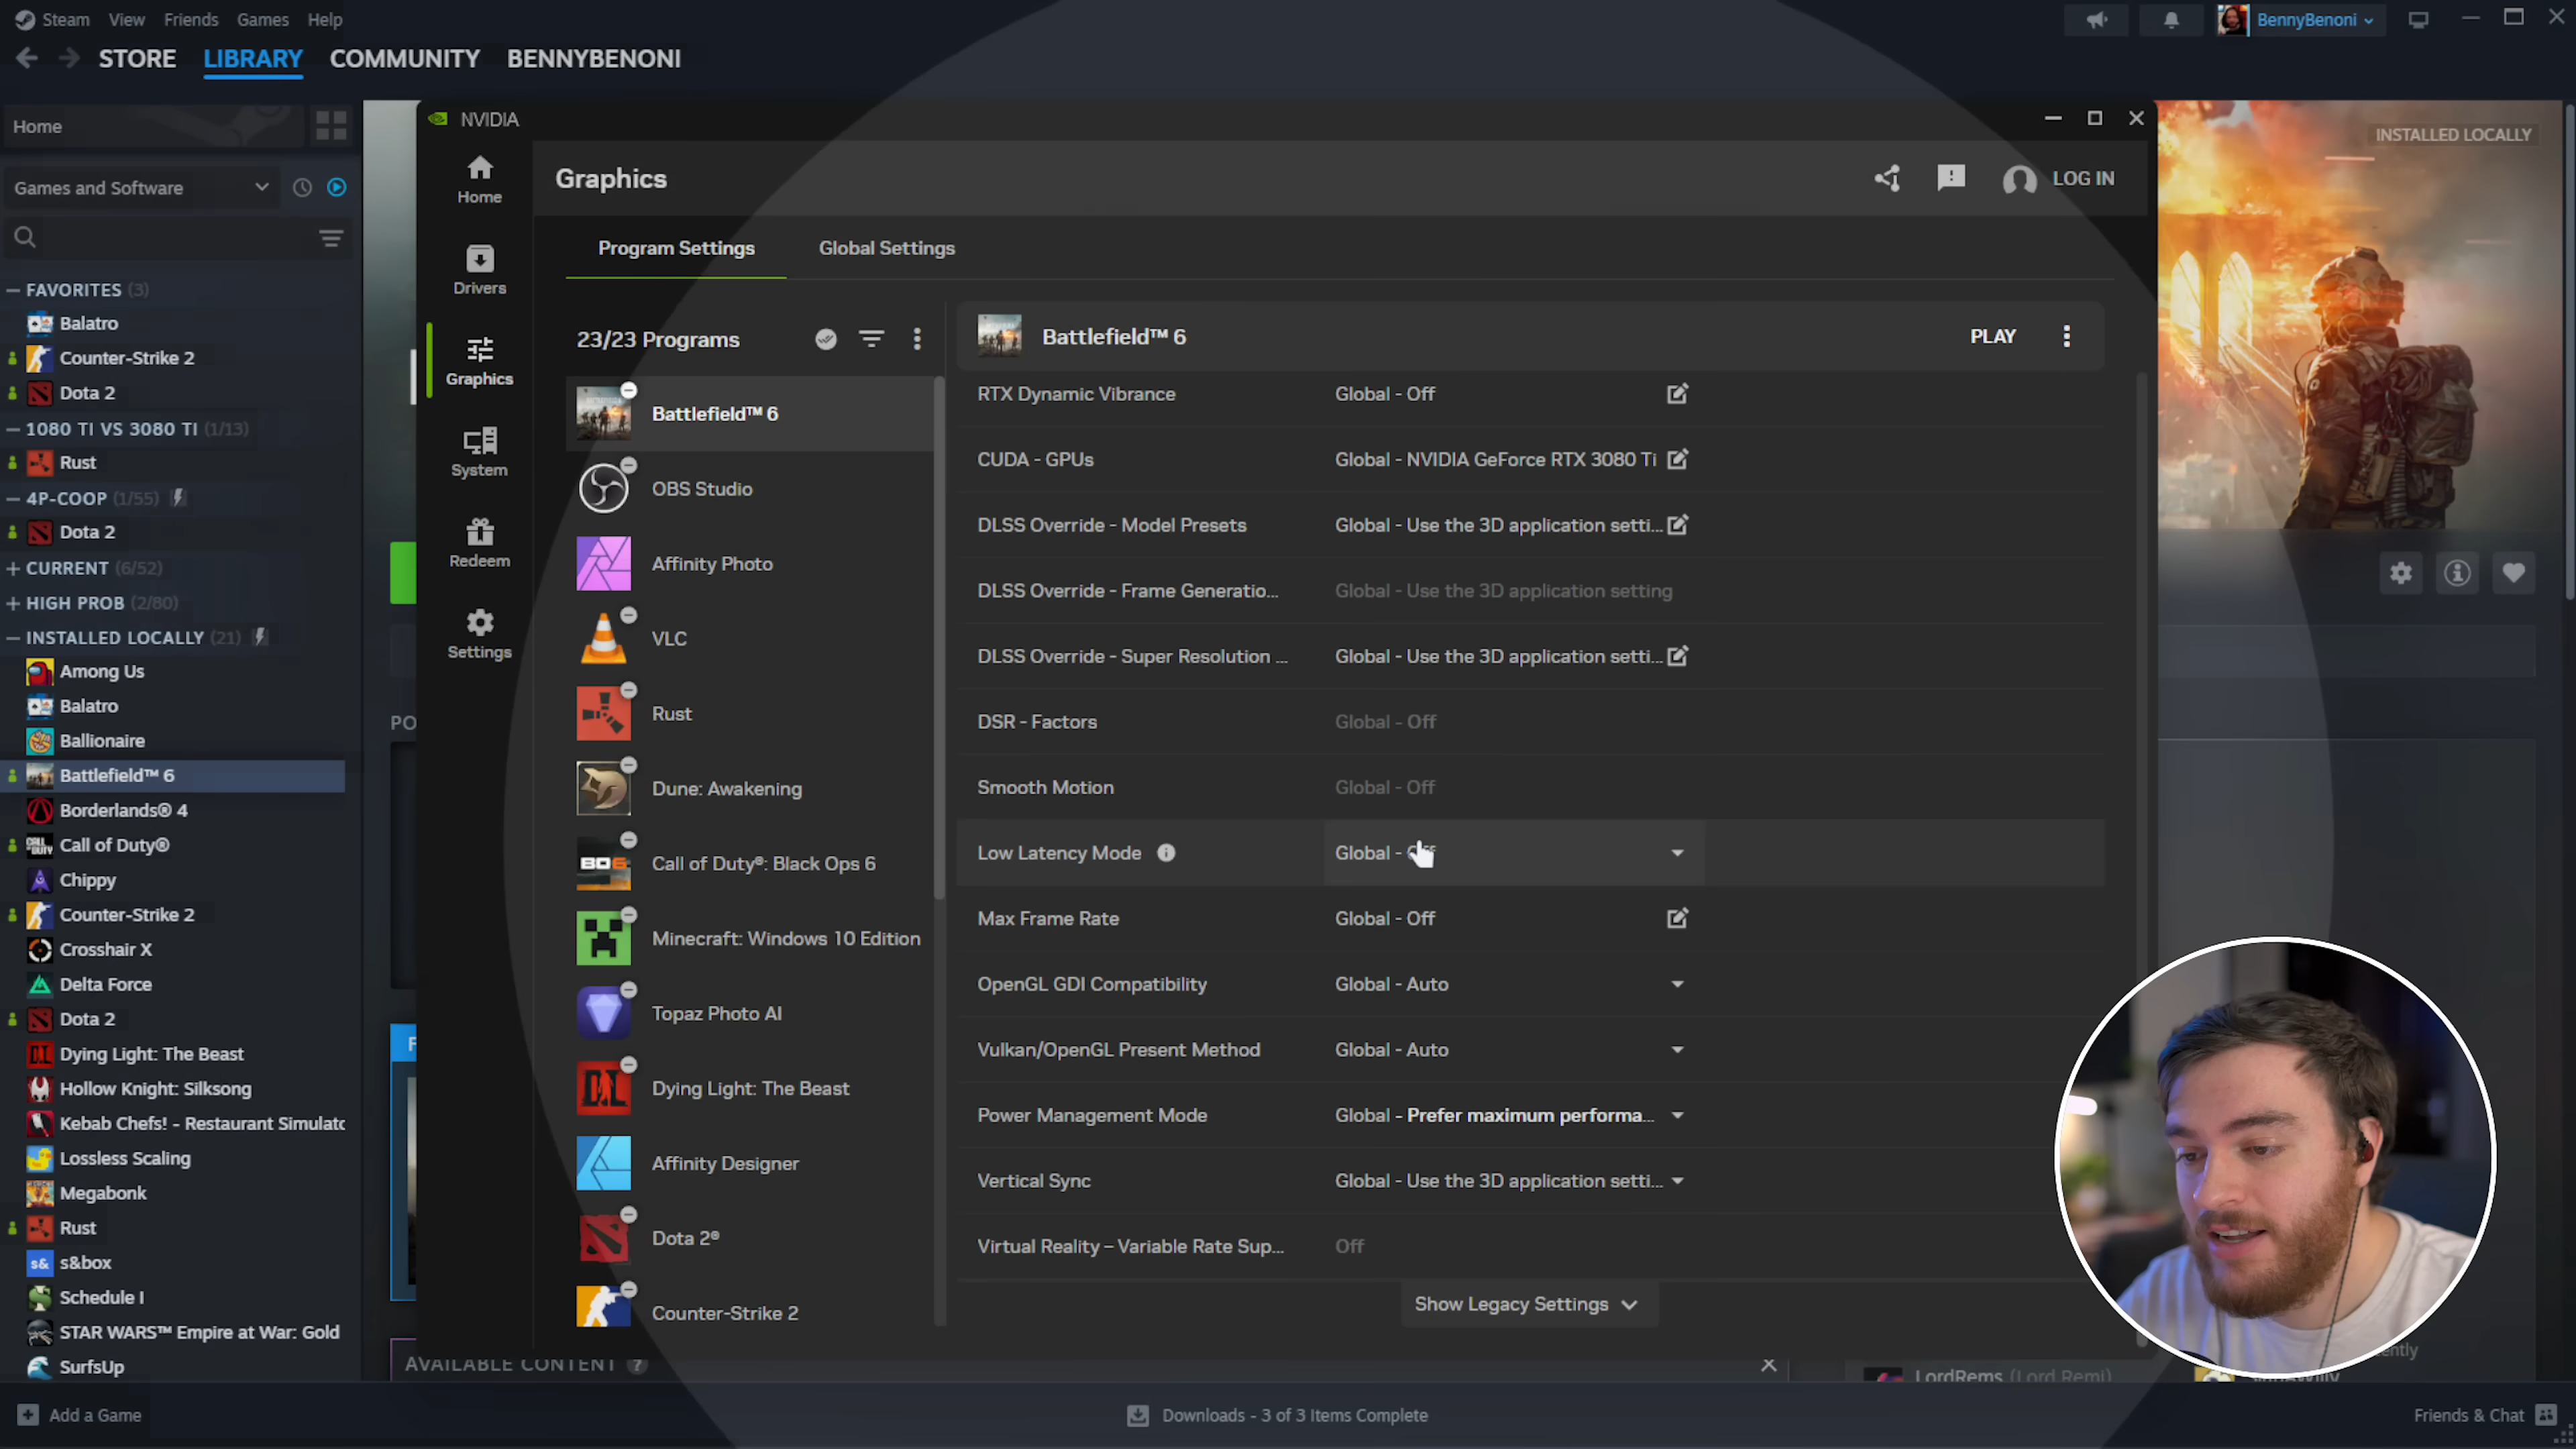 Steam View Friends Games Help
BennyBenoni
STORE LIBRARY COMMUNITY BENNYBENONI
Home
Games and Software
FAVORITES (3)
Balatro
Counter-Strike 2
Dota 2
1080 TI VS 3080 TI (1/13)
Rust
4P-COOP (1/55)
Dota 2
CURRENT (6/52)
HIGH PROB (2/80)
INSTALLED LOCALLY (21)
Among Us
Balatro
Ballionaire
Battlefield™ 6
Borderlands® 4
Call of Duty®
Chippy
Counter-Strike 2
Crosshair X
Delta Force
Dota 2
Dying Light: The Beast
Hollow Knight: Silksong
Kebab Chefs! - Restaurant Simulato
Lossless Scaling
Megabonk
Rust
s&box
Schedule I
STAR WARS™ Empire at War: Gold
SurfsUp
Add a Game
NVIDIA
Home
Drivers
Graphics
System
Redeem
Settings
Graphics
LOG IN
Program Settings Global Settings
23/23 Programs
Battlefield™ 6
OBS Studio
Affinity Photo
VLC
Rust
Dune: Awakening
Call of Duty®: Black Ops 6
Minecraft: Windows 10 Edition
Topaz Photo AI
Dying Light: The Beast
Affinity Designer
Dota 2®
Counter-Strike 2
Battlefield™ 6 PLAY
RTX Dynamic Vibrance Global - Off
CUDA - GPUs Global - NVIDIA GeForce RTX 3080 Ti
DLSS Override - Model Presets Global - Use the 3D application setti...
DLSS Override - Frame Generatio... Global - Use the 3D application setting
DLSS Override - Super Resolution ... Global - Use the 3D application setti...
DSR - Factors Global - Off
Smooth Motion Global - Off
Low Latency Mode Global - Off
Max Frame Rate Global - Off
OpenGL GDI Compatibility Global - Auto
Vulkan/OpenGL Present Method Global - Auto
Power Management Mode Global - Prefer maximum performa...
Vertical Sync Global - Use the 3D application setti...
Virtual Reality – Variable Rate Sup... Off
Show Legacy Settings
INSTALLED LOCALLY
PO
AVAILABLE CONTENT ?
LordRems (Lord Remi)
Downloads - 3 of 3 Items Complete
Friends & Chat